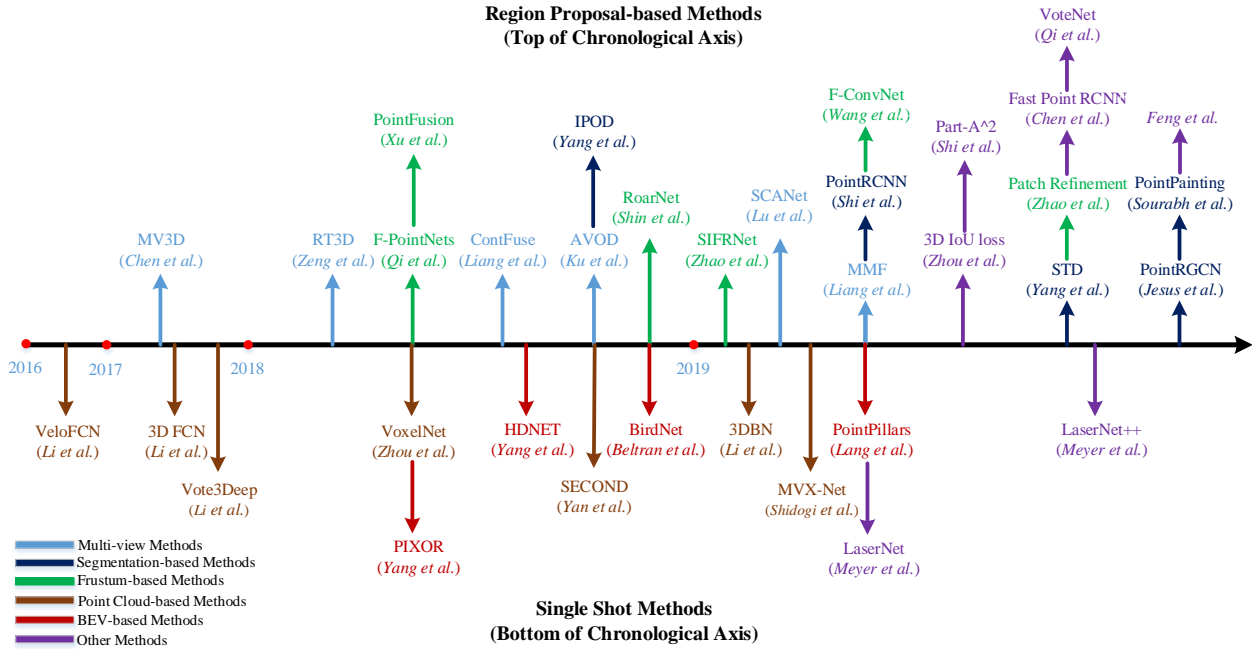 Region Proposal-based Methods
(Top of Chronological Axis)
VoteNet
(Qi et al.)
F-ConvNet
(Wang et al.)
Fast Point RCNN
(Chen et al.)
PointFusion
(Xu et al.)
IPOD
(Yang et al.)
Part-A^2
(Shi et al.)
Feng et al.
RoarNet
(Shin et al.)
SCANet
(Lu et al.)
PointRCNN
(Shi et al.)
Patch Refinement
(Zhao et al.)
PointPainting
(Sourabh et al.)
MV3D
(Chen et al.)
RT3D
(Zeng et al.)
F-PointNets
(Qi et al.)
ContFuse
(Liang et al.)
AVOD
(Ku et al.)
SIFRNet
(Zhao et al.)
MMF
(Liang et al.)
3D IoU loss
(Zhou et al.)
STD
(Yang et al.)
PointRGCN
(Jesus et al.)
2016
2017
2018
2019
VeloFCN
(Li et al.)
3D FCN
(Li et al.)
VoxelNet
(Zhou et al.)
HDNET
(Yang et al.)
BirdNet
(Beltran et al.)
3DBN
(Li et al.)
PointPillars
(Lang et al.)
LaserNet++
(Meyer et al.)
Vote3Deep
(Li et al.)
SECOND
(Yan et al.)
MVX-Net
(Shidogi et al.)
PIXOR
(Yang et al.)
LaserNet
(Meyer et al.)
Multi-view Methods
Segmentation-based Methods
Frustum-based Methods
Point Cloud-based Methods
BEV-based Methods
Other Methods
Single Shot Methods
(Bottom of Chronological Axis)